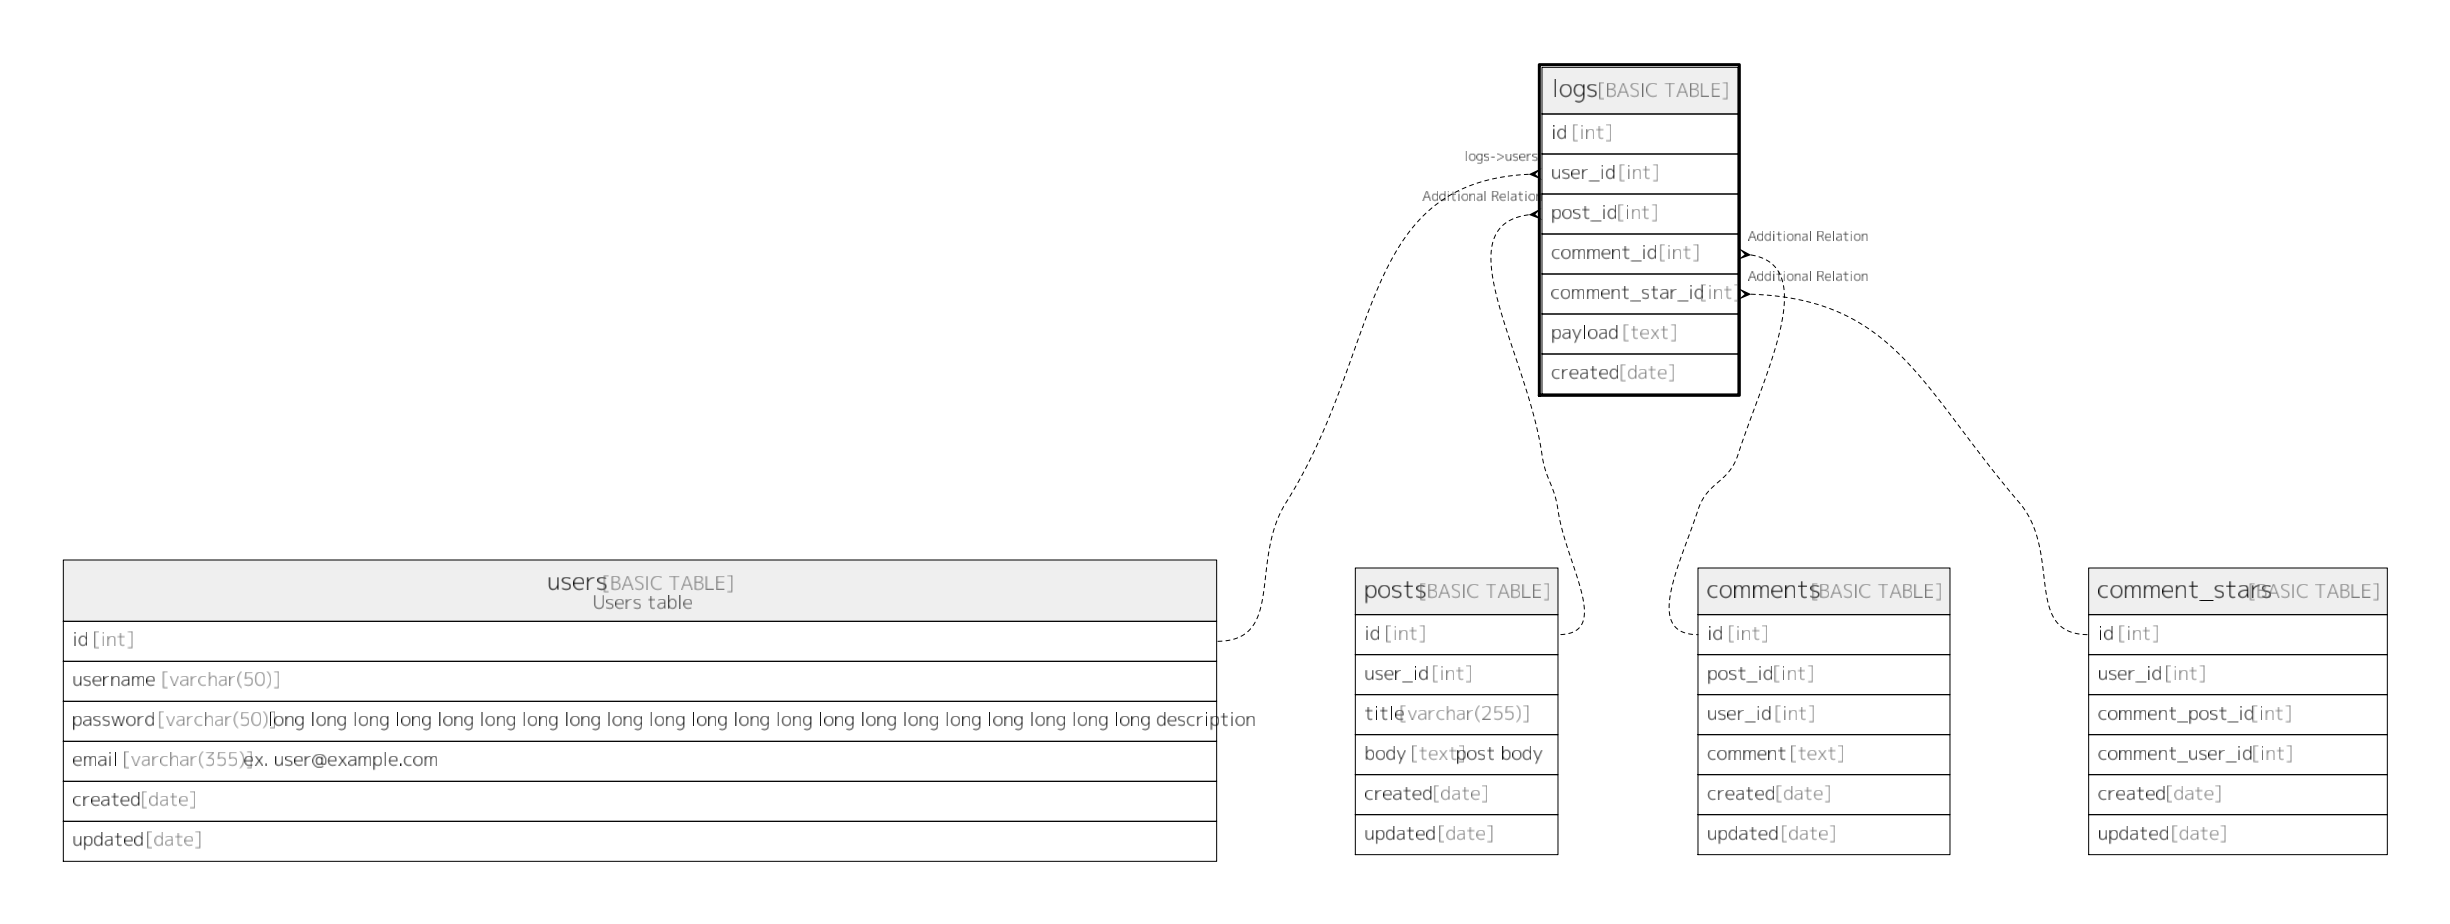 logs [BASIC TABLE]
id [int]
logs->users
user_id [int]
Additional Relation
post_id [int]
Additional Relation
comment_id [int]
Additional Relation
comment_star_id [int]
payload [text]
created [date]
users [BASIC TABLE]
Users table
id [int]
username [varchar(50)]
password [varchar(50)] long long long long long long long long long long long long long long long long long long long long long description
email [varchar(355)] ex. user@example.com
created [date]
updated [date]
posts [BASIC TABLE]
id [int]
user_id [int]
title [varchar(255)]
body [text] post body
created [date]
updated [date]
comments [BASIC TABLE]
id [int]
post_id [int]
user_id [int]
comment [text]
created [date]
updated [date]
comment_stars [BASIC TABLE]
id [int]
user_id [int]
comment_post_id [int]
comment_user_id [int]
created [date]
updated [date]